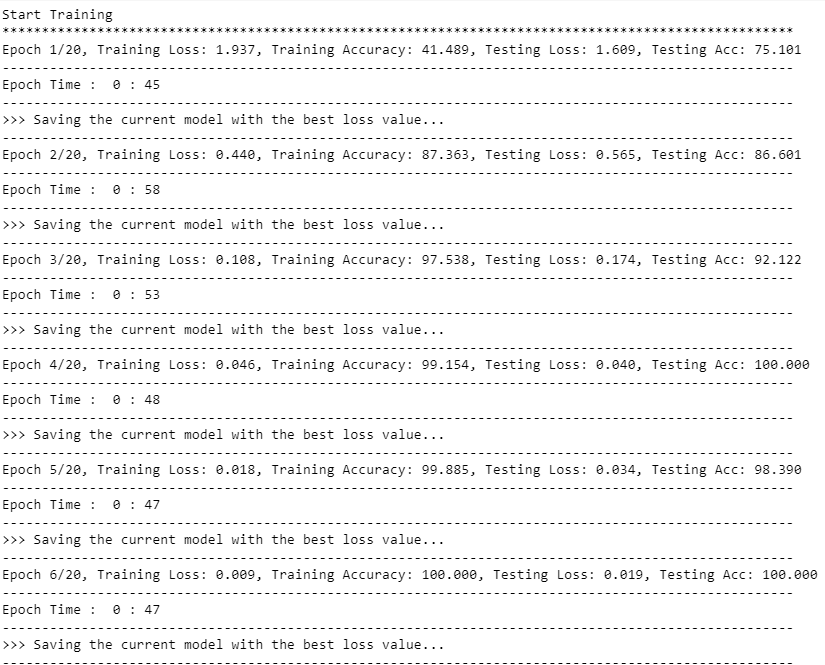 Start Training
****************************************************************************************************
Epoch 1/20, Training Loss: 1.937, Training Accuracy: 41.489, Testing Loss: 1.609, Testing Acc: 75.101
----------------------------------------------------------------------------------------------------
Epoch Time :  0 : 45
----------------------------------------------------------------------------------------------------
>>> Saving the current model with the best loss value...
----------------------------------------------------------------------------------------------------
Epoch 2/20, Training Loss: 0.440, Training Accuracy: 87.363, Testing Loss: 0.565, Testing Acc: 86.601
----------------------------------------------------------------------------------------------------
Epoch Time :  0 : 58
----------------------------------------------------------------------------------------------------
>>> Saving the current model with the best loss value...
----------------------------------------------------------------------------------------------------
Epoch 3/20, Training Loss: 0.108, Training Accuracy: 97.538, Testing Loss: 0.174, Testing Acc: 92.122
----------------------------------------------------------------------------------------------------
Epoch Time :  0 : 53
----------------------------------------------------------------------------------------------------
>>> Saving the current model with the best loss value...
----------------------------------------------------------------------------------------------------
Epoch 4/20, Training Loss: 0.046, Training Accuracy: 99.154, Testing Loss: 0.040, Testing Acc: 100.000
----------------------------------------------------------------------------------------------------
Epoch Time :  0 : 48
----------------------------------------------------------------------------------------------------
>>> Saving the current model with the best loss value...
----------------------------------------------------------------------------------------------------
Epoch 5/20, Training Loss: 0.018, Training Accuracy: 99.885, Testing Loss: 0.034, Testing Acc: 98.390
----------------------------------------------------------------------------------------------------
Epoch Time :  0 : 47
----------------------------------------------------------------------------------------------------
>>> Saving the current model with the best loss value...
----------------------------------------------------------------------------------------------------
Epoch 6/20, Training Loss: 0.009, Training Accuracy: 100.000, Testing Loss: 0.019, Testing Acc: 100.000
----------------------------------------------------------------------------------------------------
Epoch Time :  0 : 47
----------------------------------------------------------------------------------------------------
>>> Saving the current model with the best loss value...
----------------------------------------------------------------------------------------------------